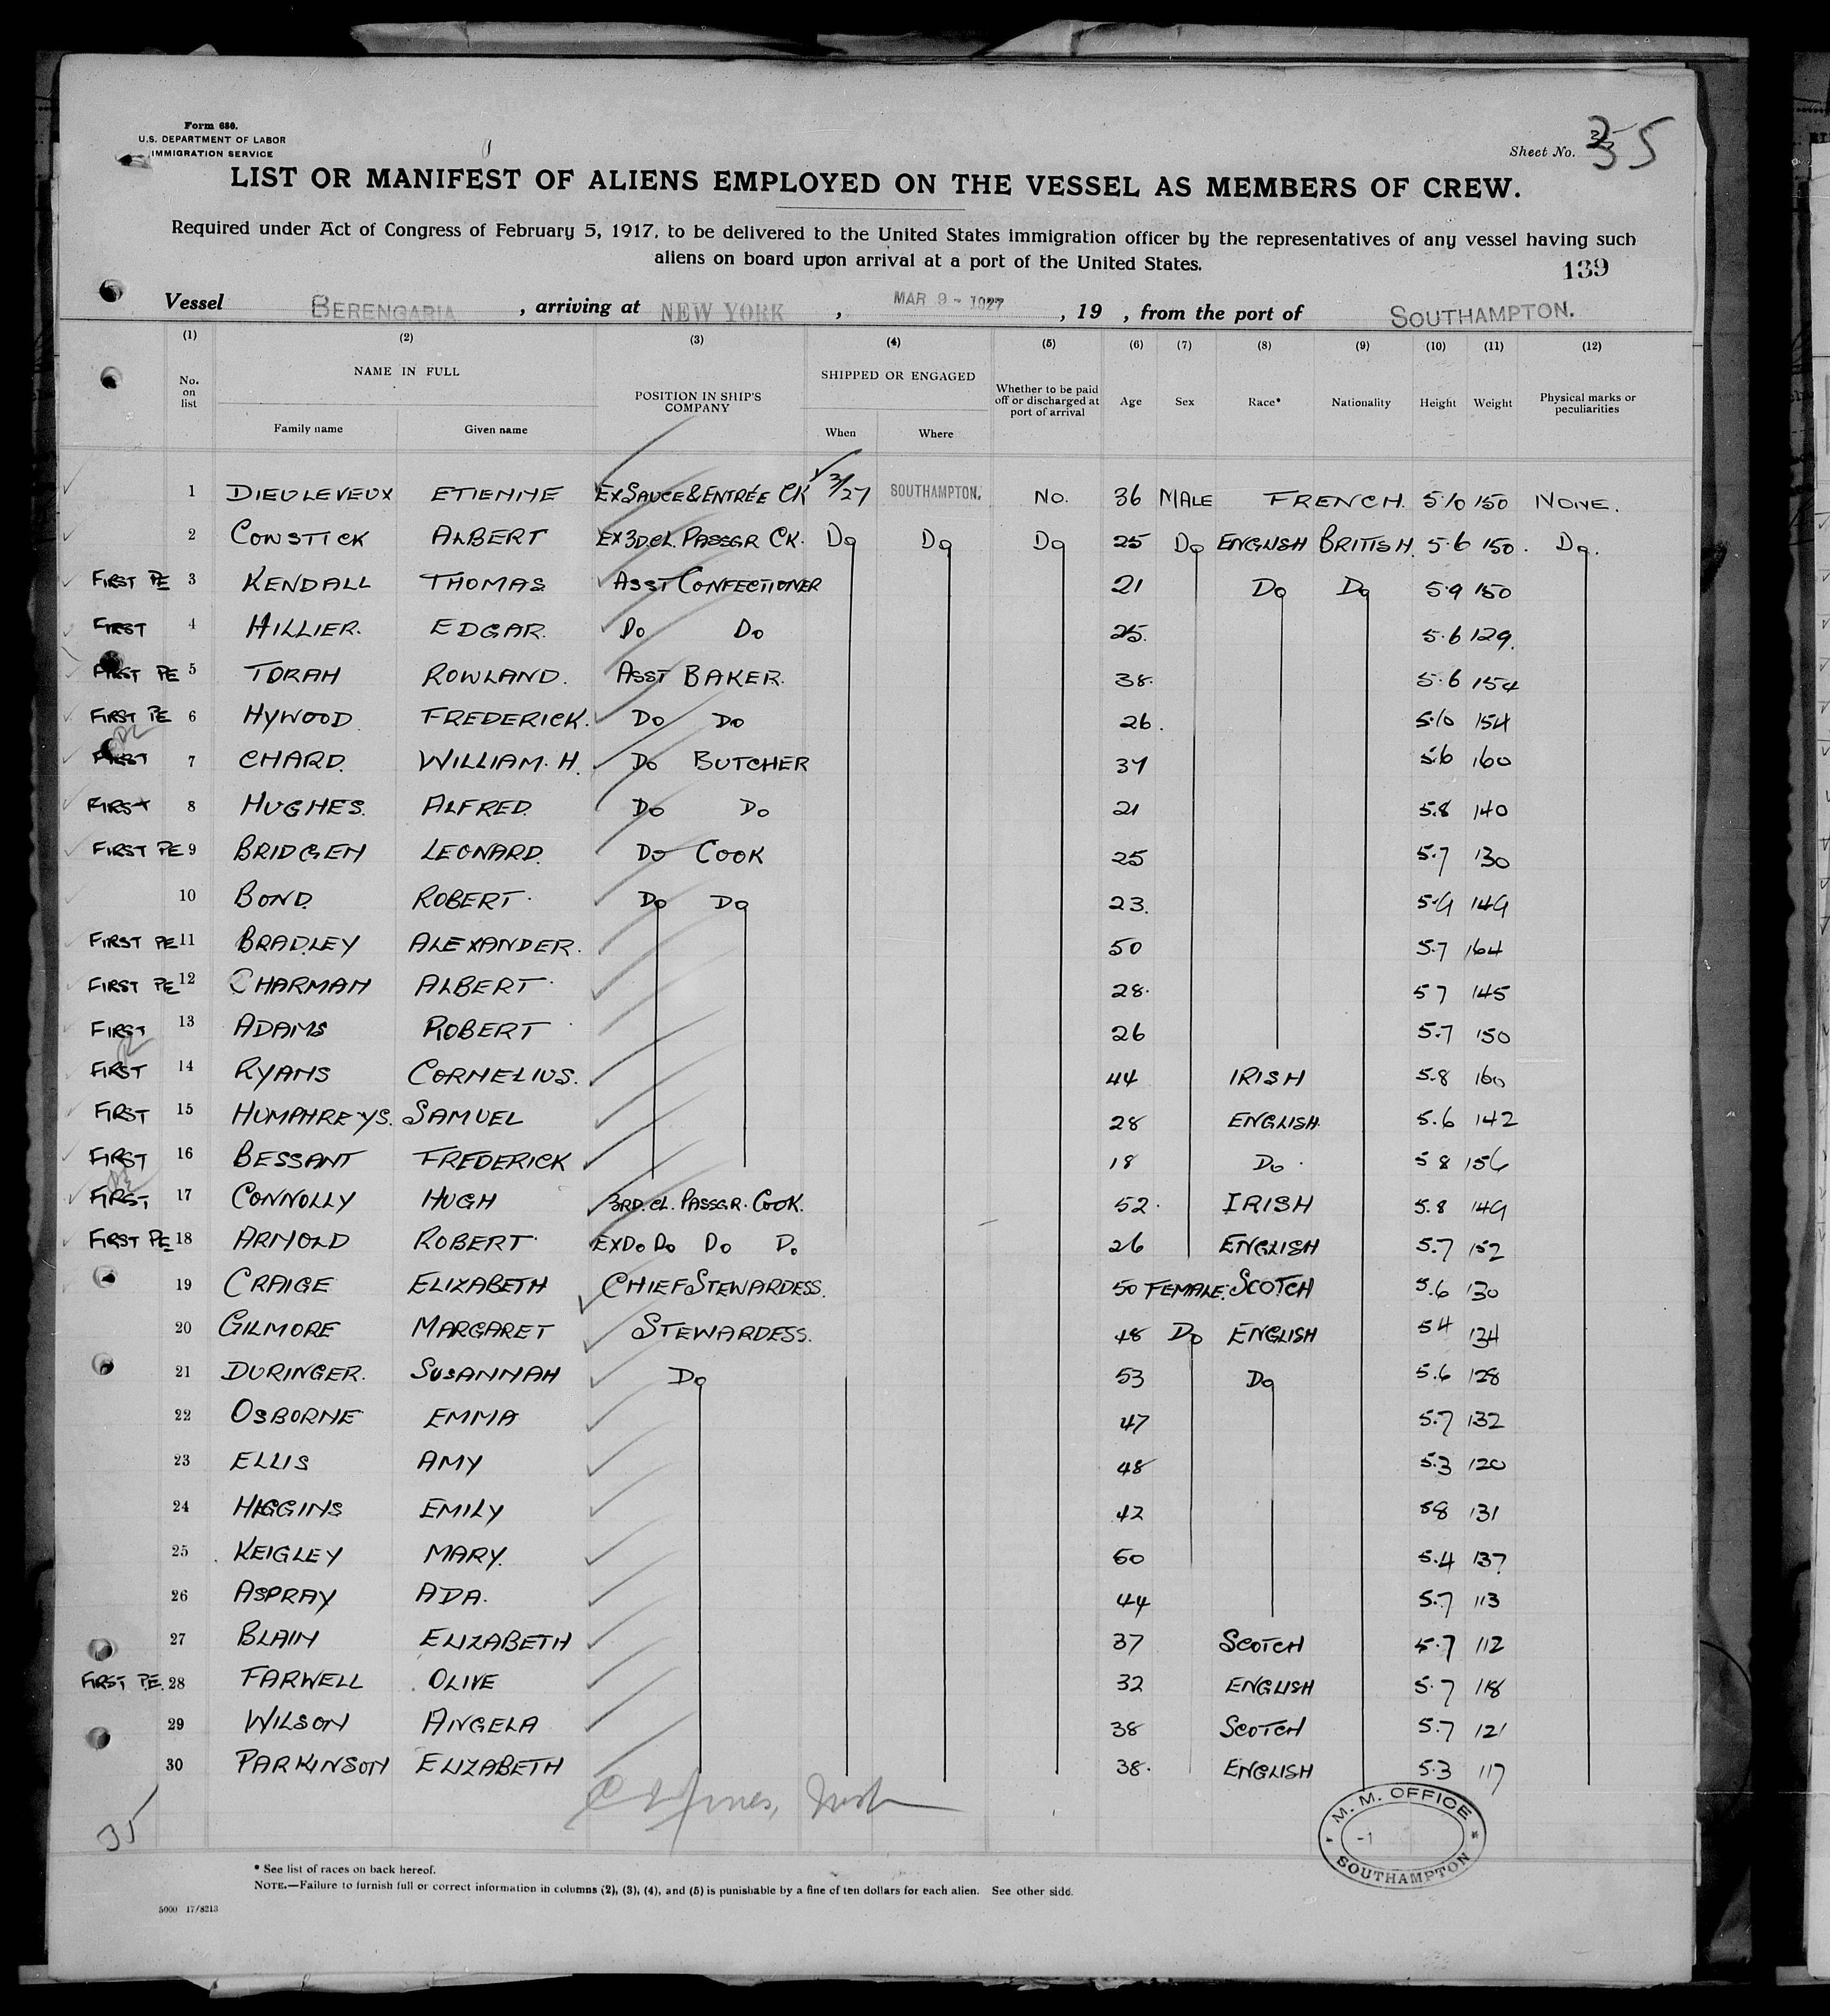 Form 680.
U.S. DEPARTMENT OF LABOR
IMMIGRATION SERVICE
Sheet No. 35
LIST OR MANIFEST OF ALIENS EMPLOYED ON THE VESSEL AS MEMBERS OF CREW.
Required under Act of Congress of February 5, 1917, to be delivered to the United States immigration officer by the representatives of any vessel having such
aliens on board upon arrival at a port of the United States.
139
Vessel BERENGARIA, arriving at NEW YORK, MAR 9 - 1927, 19 , from the port of SOUTHAMPTON.
(1) (2) (3) (4) (5) (6) (7) (8) (9) (10) (11) (12)
No. on list NAME IN FULL Family name Given name POSITION IN SHIP'S COMPANY SHIPPED OR ENGAGED When Where Whether to be paid off or discharged at port of arrival Age Sex Race* Nationality Height Weight Physical marks or peculiarities
1 DIEULEVEUX ETIENNE EX SAUCE & ENTRÉE CK 3/27 SOUTHAMPTON. NO. 36 MALE FRENCH. 5.10 150 NONE.
2 CONSTICK ALBERT EX 3D CL. PASSGR CK. DO DO DO 25 DO ENGLISH BRITISH. 5.6 150. DO.
FIRST PE 3 KENDALL THOMAS ASST CONFECTIONER 21 DO DO 5.9 150
FIRST 4 HILLIER. EDGAR. DO DO 25. 5.6 129.
FIRST PE 5 TORAH ROWLAND. ASST BAKER. 38. 5.6 154
FIRST PE 6 HYWOOD FREDERICK. DO DO 26. 5.10 154
FIRST 7 CHARD. WILLIAM. H. DO BUTCHER 37 5.6 160
FIRST 8 HUGHES. ALFRED. DO DO 21 5.8 140
FIRST PE 9 BRIDGEN LEONARD. DO COOK 25 5.7 130
10 BOND. ROBERT. DO DO 23. 5.9 149
FIRST PE 11 BRADLEY ALEXANDER. 50 5.7 164
FIRST PE 12 CHARMAN ALBERT. 28. 5 7 145
FIRST 13 ADAMS ROBERT 26 5.7 150
FIRST 14 RYANS CORNELIUS. 44 IRISH 5.8 160
FIRST 15 HUMPHREYS. SAMUEL 28 ENGLISH. 5.6 142
FIRST 16 BESSANT FREDERICK 18 DO. 5 8 156
FIRST 17 CONNOLLY HUGH 3RD. CL. PASSGR. COOK. 52. IRISH 5.8 149
FIRST PE 18 ARNOLD ROBERT. EX DO DO DO DO 26 ENGLISH 5.7 152
19 CRAIGE ELIZABETH CHIEF STEWARDESS. 50 FEMALE. SCOTCH 5.6 130
20 GILMORE MARGARET STEWARDESS. 48 DO ENGLISH 5 4 134
21 DURINGER. SUSANNAH DO 53 DO 5.6 128
22 OSBORNE EMMA 47 5.7 132
23 ELLIS AMY 48 5.3 120
24 HIGGINS EMILY 42 5 8 131
25 KEIGLEY MARY. 50 5.4 137
26 ASPRAY ADA. 44 5.7 113
27 BLAIN ELIZABETH 37 SCOTCH 5.7 112
FIRST PE. 28 FARWELL OLIVE 32 ENGLISH 5.7 118
29 WILSON ANGELA 38 SCOTCH 5.7 121
30 PARKINSON ELIZABETH 38. ENGLISH 5.3 117
35
M. M. OFFICE
-1
SOUTHAMPTON
* See list of races on back hereof.
NOTE.—Failure to furnish full or correct information in columns (2), (3), (4), and (5) is punishable by a fine of ten dollars for each alien. See other side.
5000 17/8213